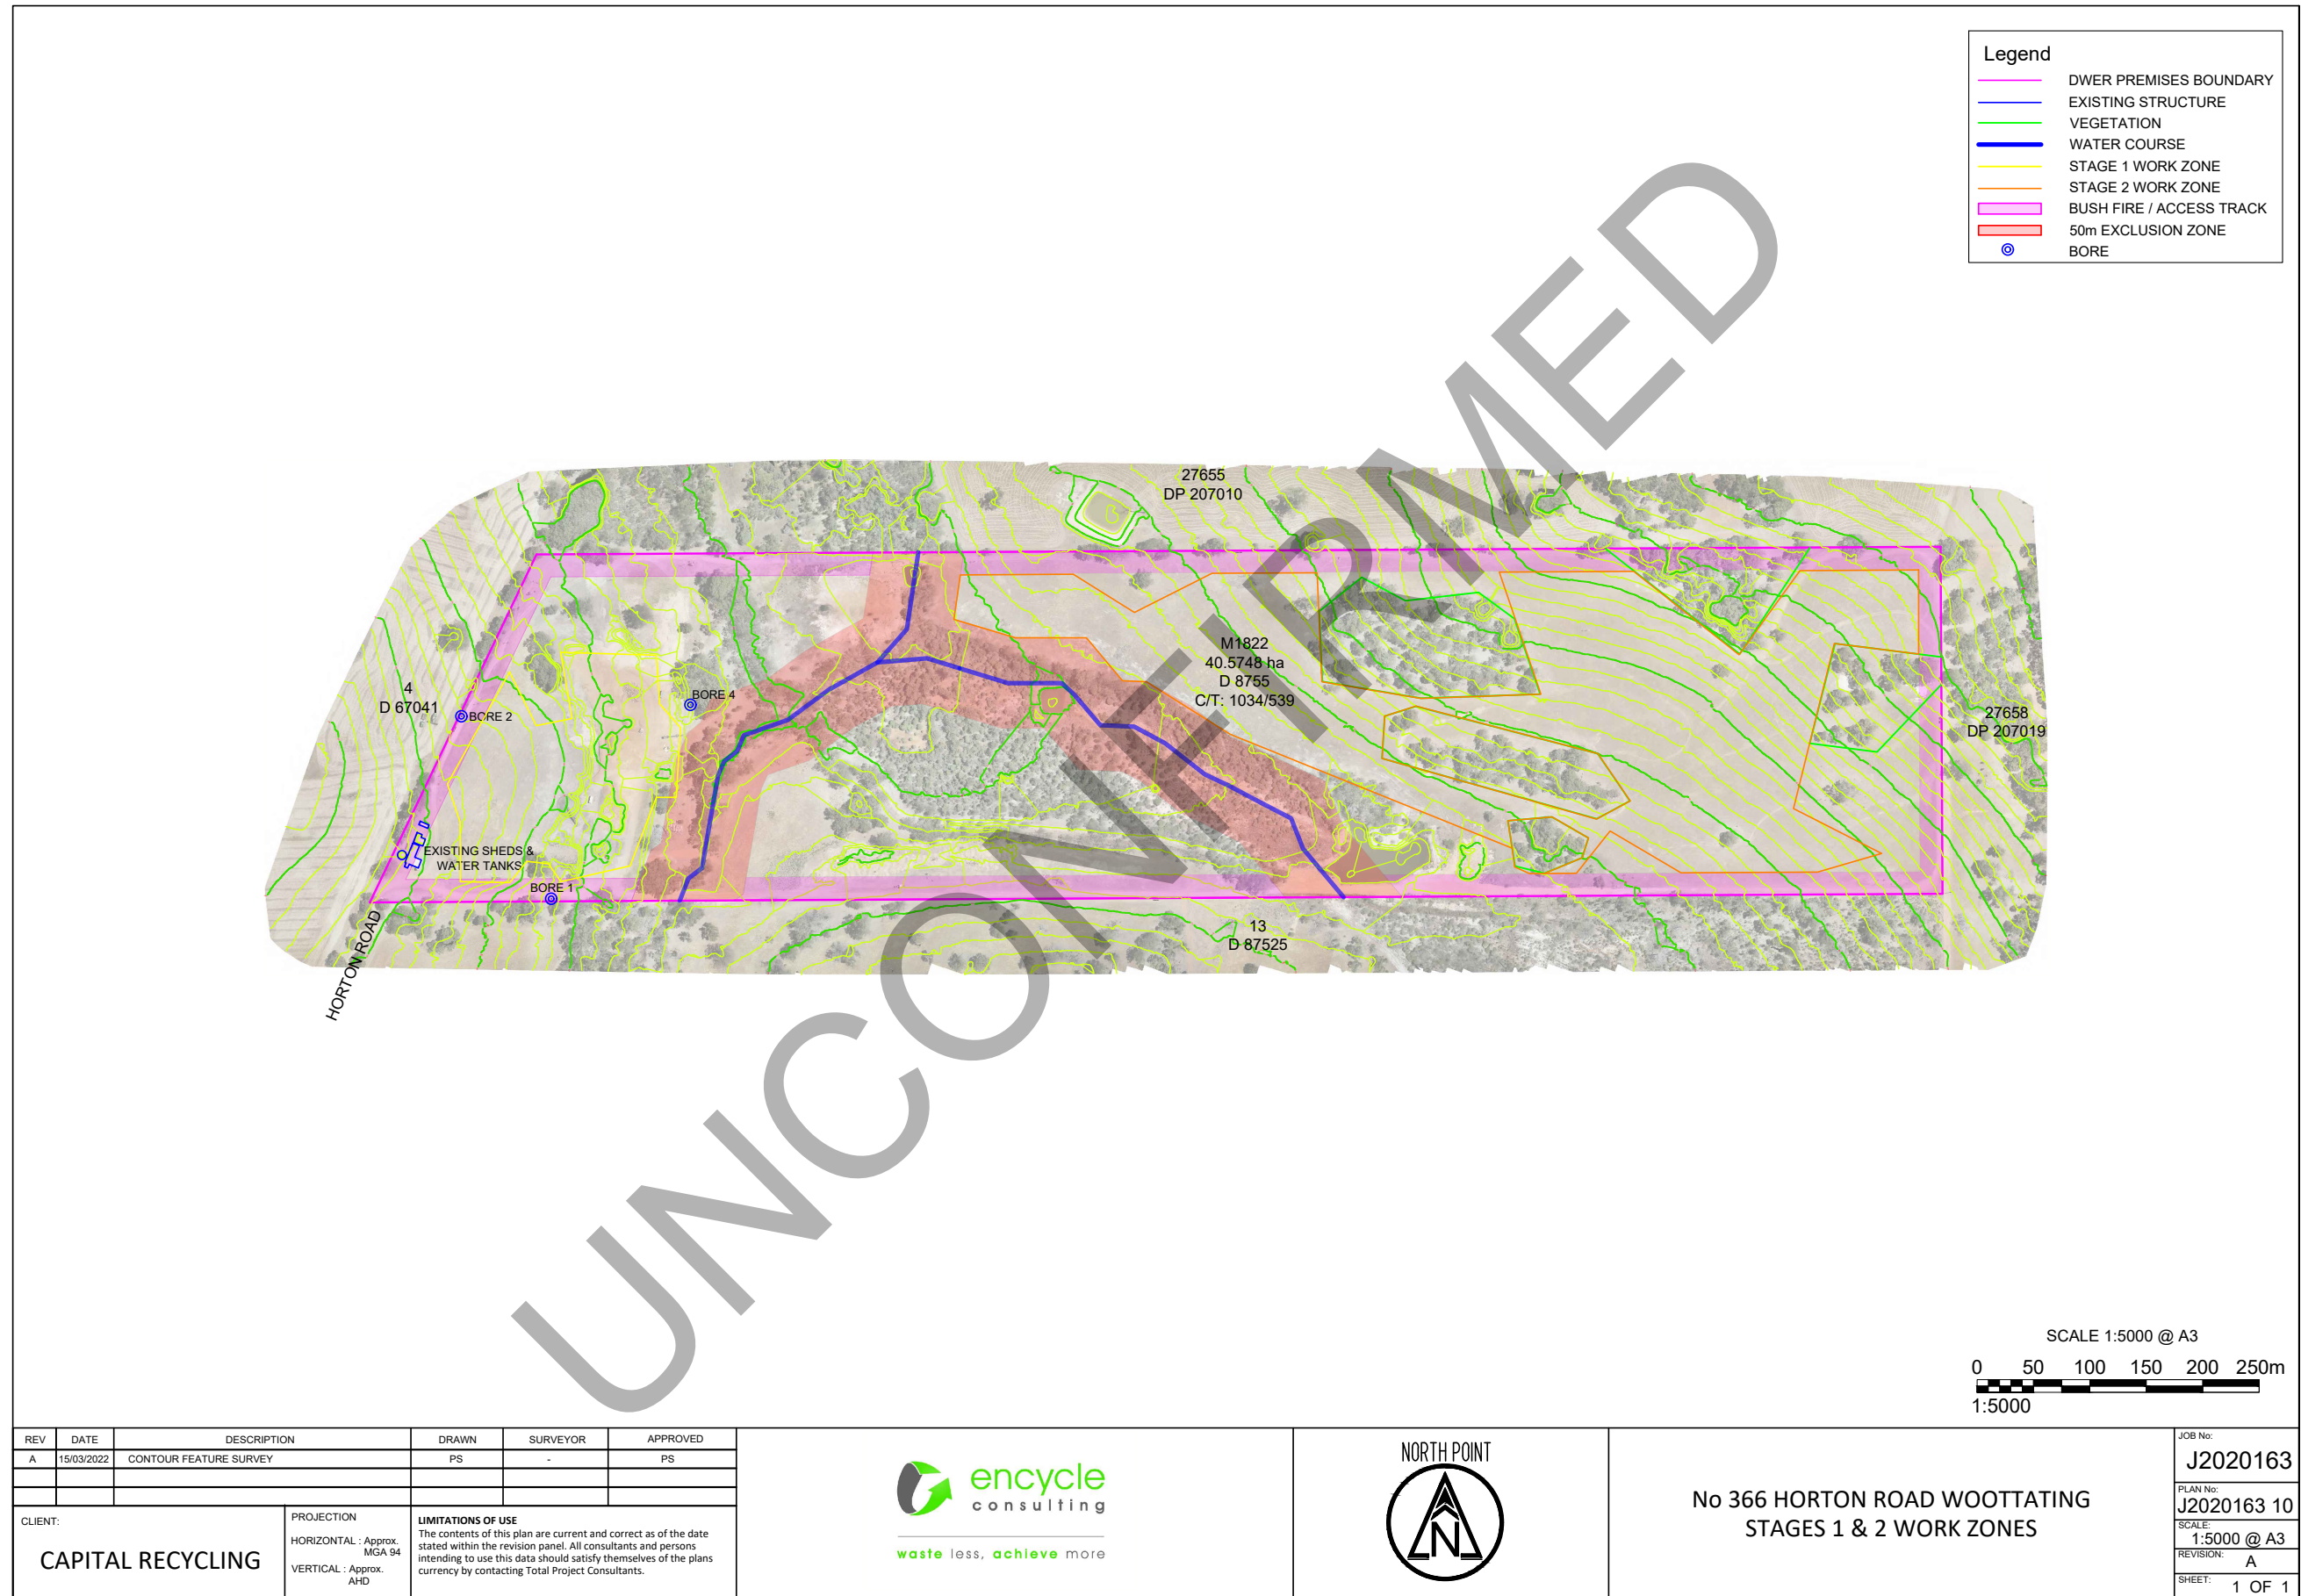 Legend
DWER PREMISES BOUNDARY
EXISTING STRUCTURE
VEGETATION
WATER COURSE
STAGE 1 WORK ZONE
STAGE 2 WORK ZONE
BUSH FIRE / ACCESS TRACK
50m EXCLUSION ZONE
BORE
UNCONFIRMED
27655
DP 207010
M1822
40.5748 ha
D 8755
C/T: 1034/539
4
D 67041
BORE 2
BORE 4
27658
DP 207019
EXISTING SHEDS &
WATER TANKS
BORE 1
HORTON ROAD
13
D 87525
SCALE 1:5000 @ A3
0 50 100 150 200 250m
1:5000
REV DATE DESCRIPTION DRAWN SURVEYOR APPROVED
A 15/03/2022 CONTOUR FEATURE SURVEY PS - PS
CLIENT:
CAPITAL RECYCLING
PROJECTION
HORIZONTAL : Approx.
MGA 94
VERTICAL : Approx.
AHD
LIMITATIONS OF USE
The contents of this plan are current and correct as of the date
stated within the revision panel. All consultants and persons
intending to use this data should satisfy themselves of the plans
currency by contacting Total Project Consultants.
encycle
consulting
waste less, achieve more
NORTH POINT
N
No 366 HORTON ROAD WOOTTATING
STAGES 1 & 2 WORK ZONES
JOB No:
J2020163
PLAN No:
J2020163 10
SCALE:
1:5000 @ A3
REVISION:
A
SHEET:
1 OF 1